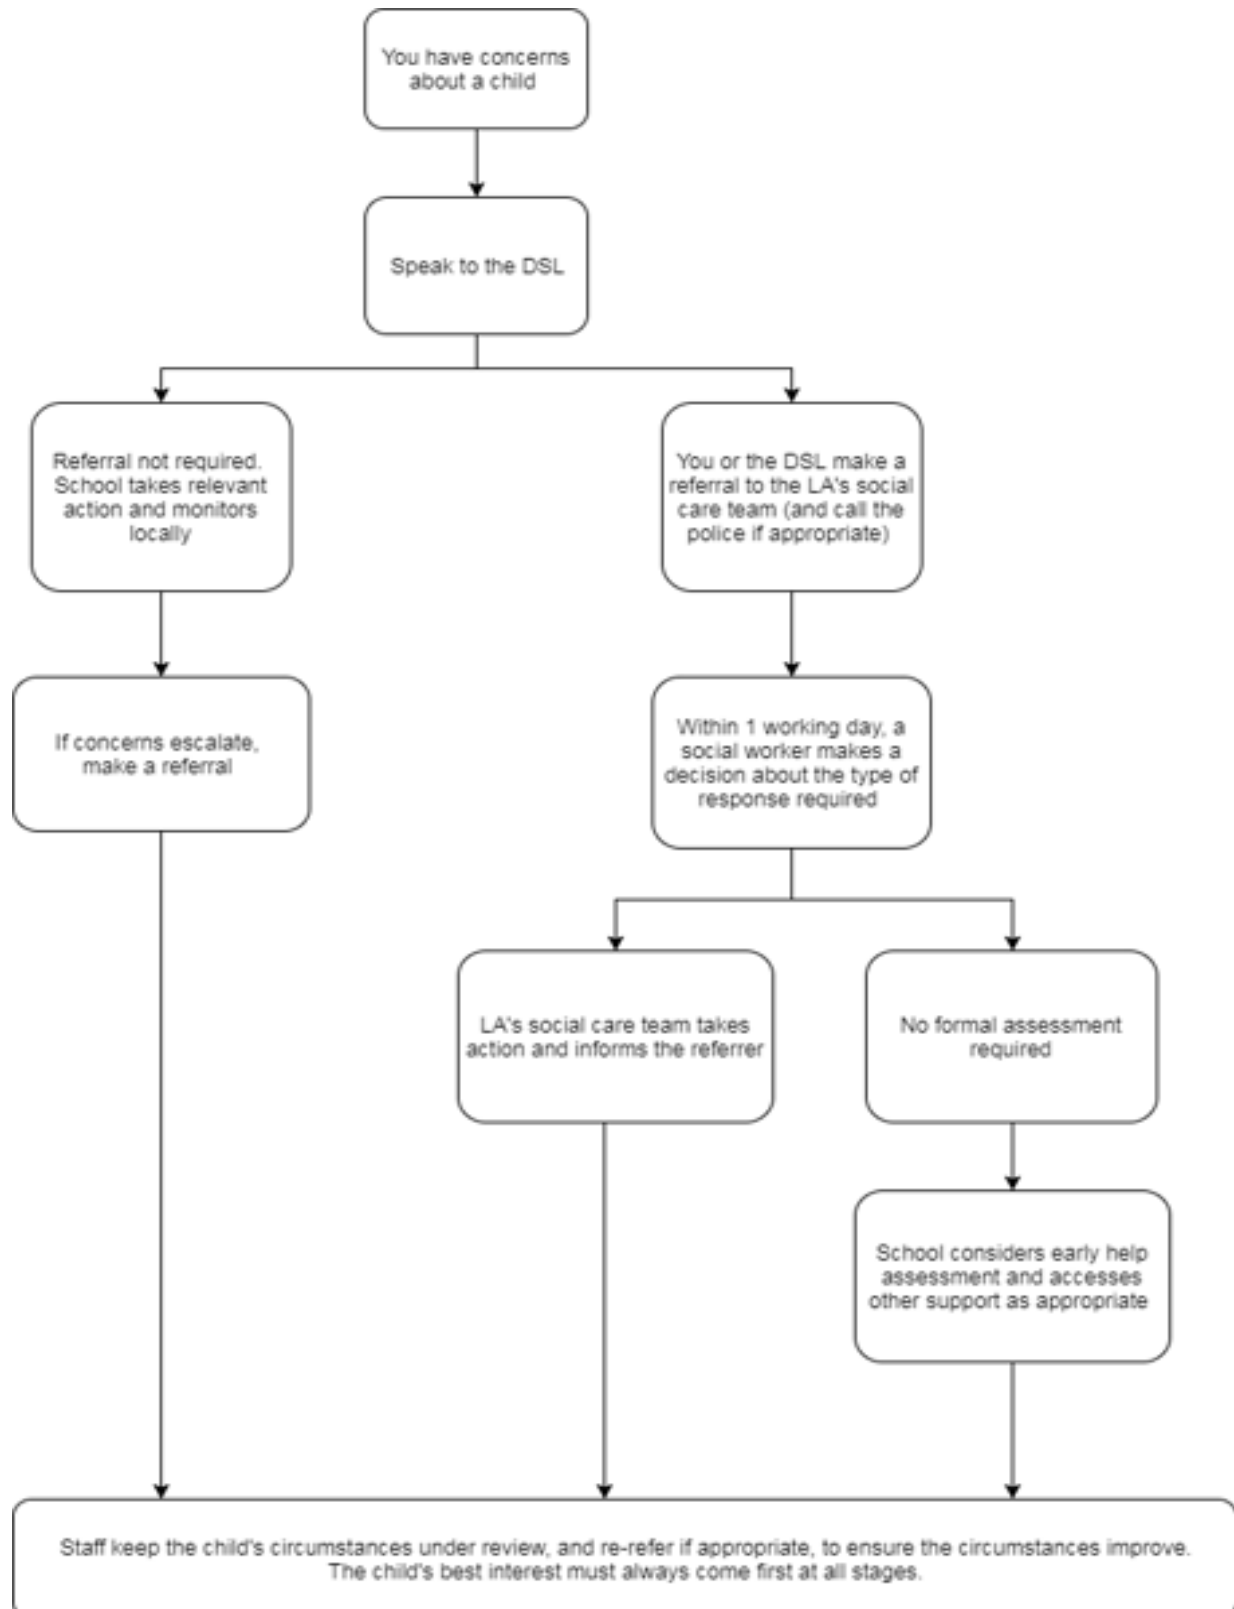 You have concerns
about a child
Speak to the DSL
Referral not required.
School takes relevant
action and monitors
locally
You or the DSL make a
referral to the LA's social
care team (and call the
police if appropriate)
If concerns escalate,
make a referral
Within 1 working day, a
social worker makes a
decision about the type of
response required
LA's social care team takes
action and informs the referrer
No formal assessment
required
School considers early help
assessment and accesses
other support as appropriate
Staff keep the child's circumstances under review, and re-refer if appropriate, to ensure the circumstances improve.
The child's best interest must always come first at all stages.